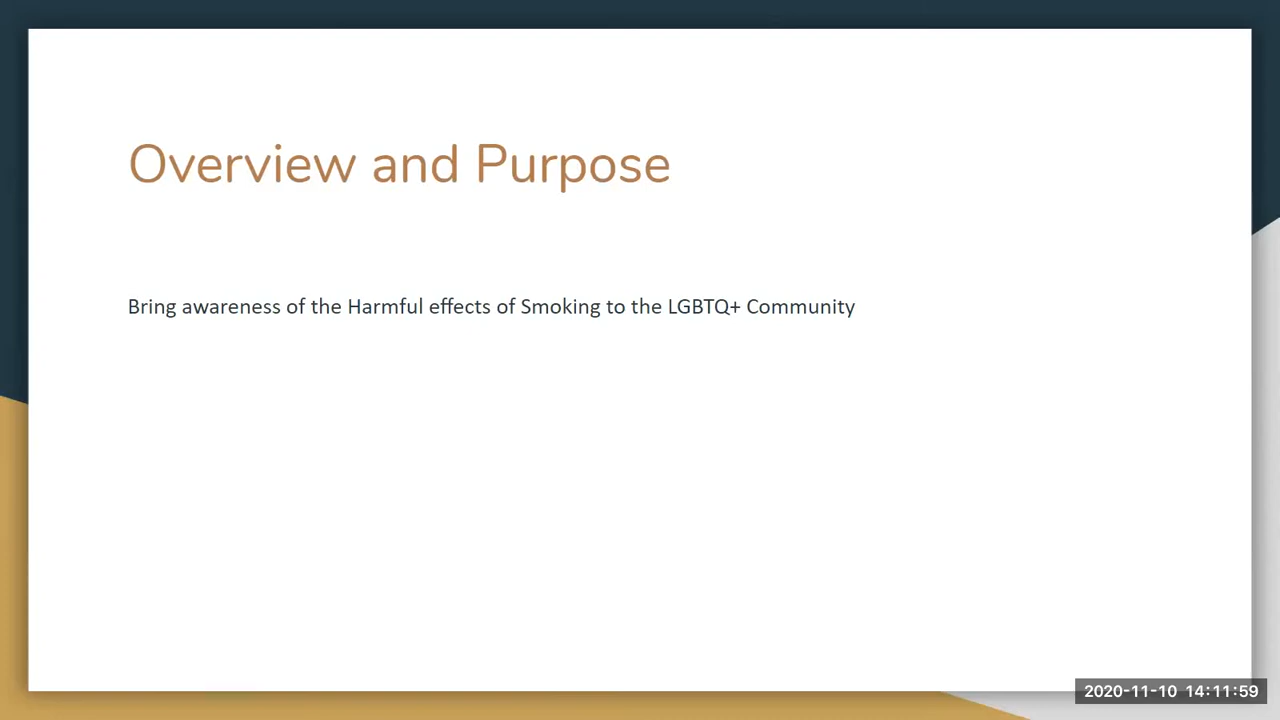 Overview and Purpose
Bring awareness of the Harmful effects of Smoking to the LGBTQ+ Community
2020-11-10 14:11:59